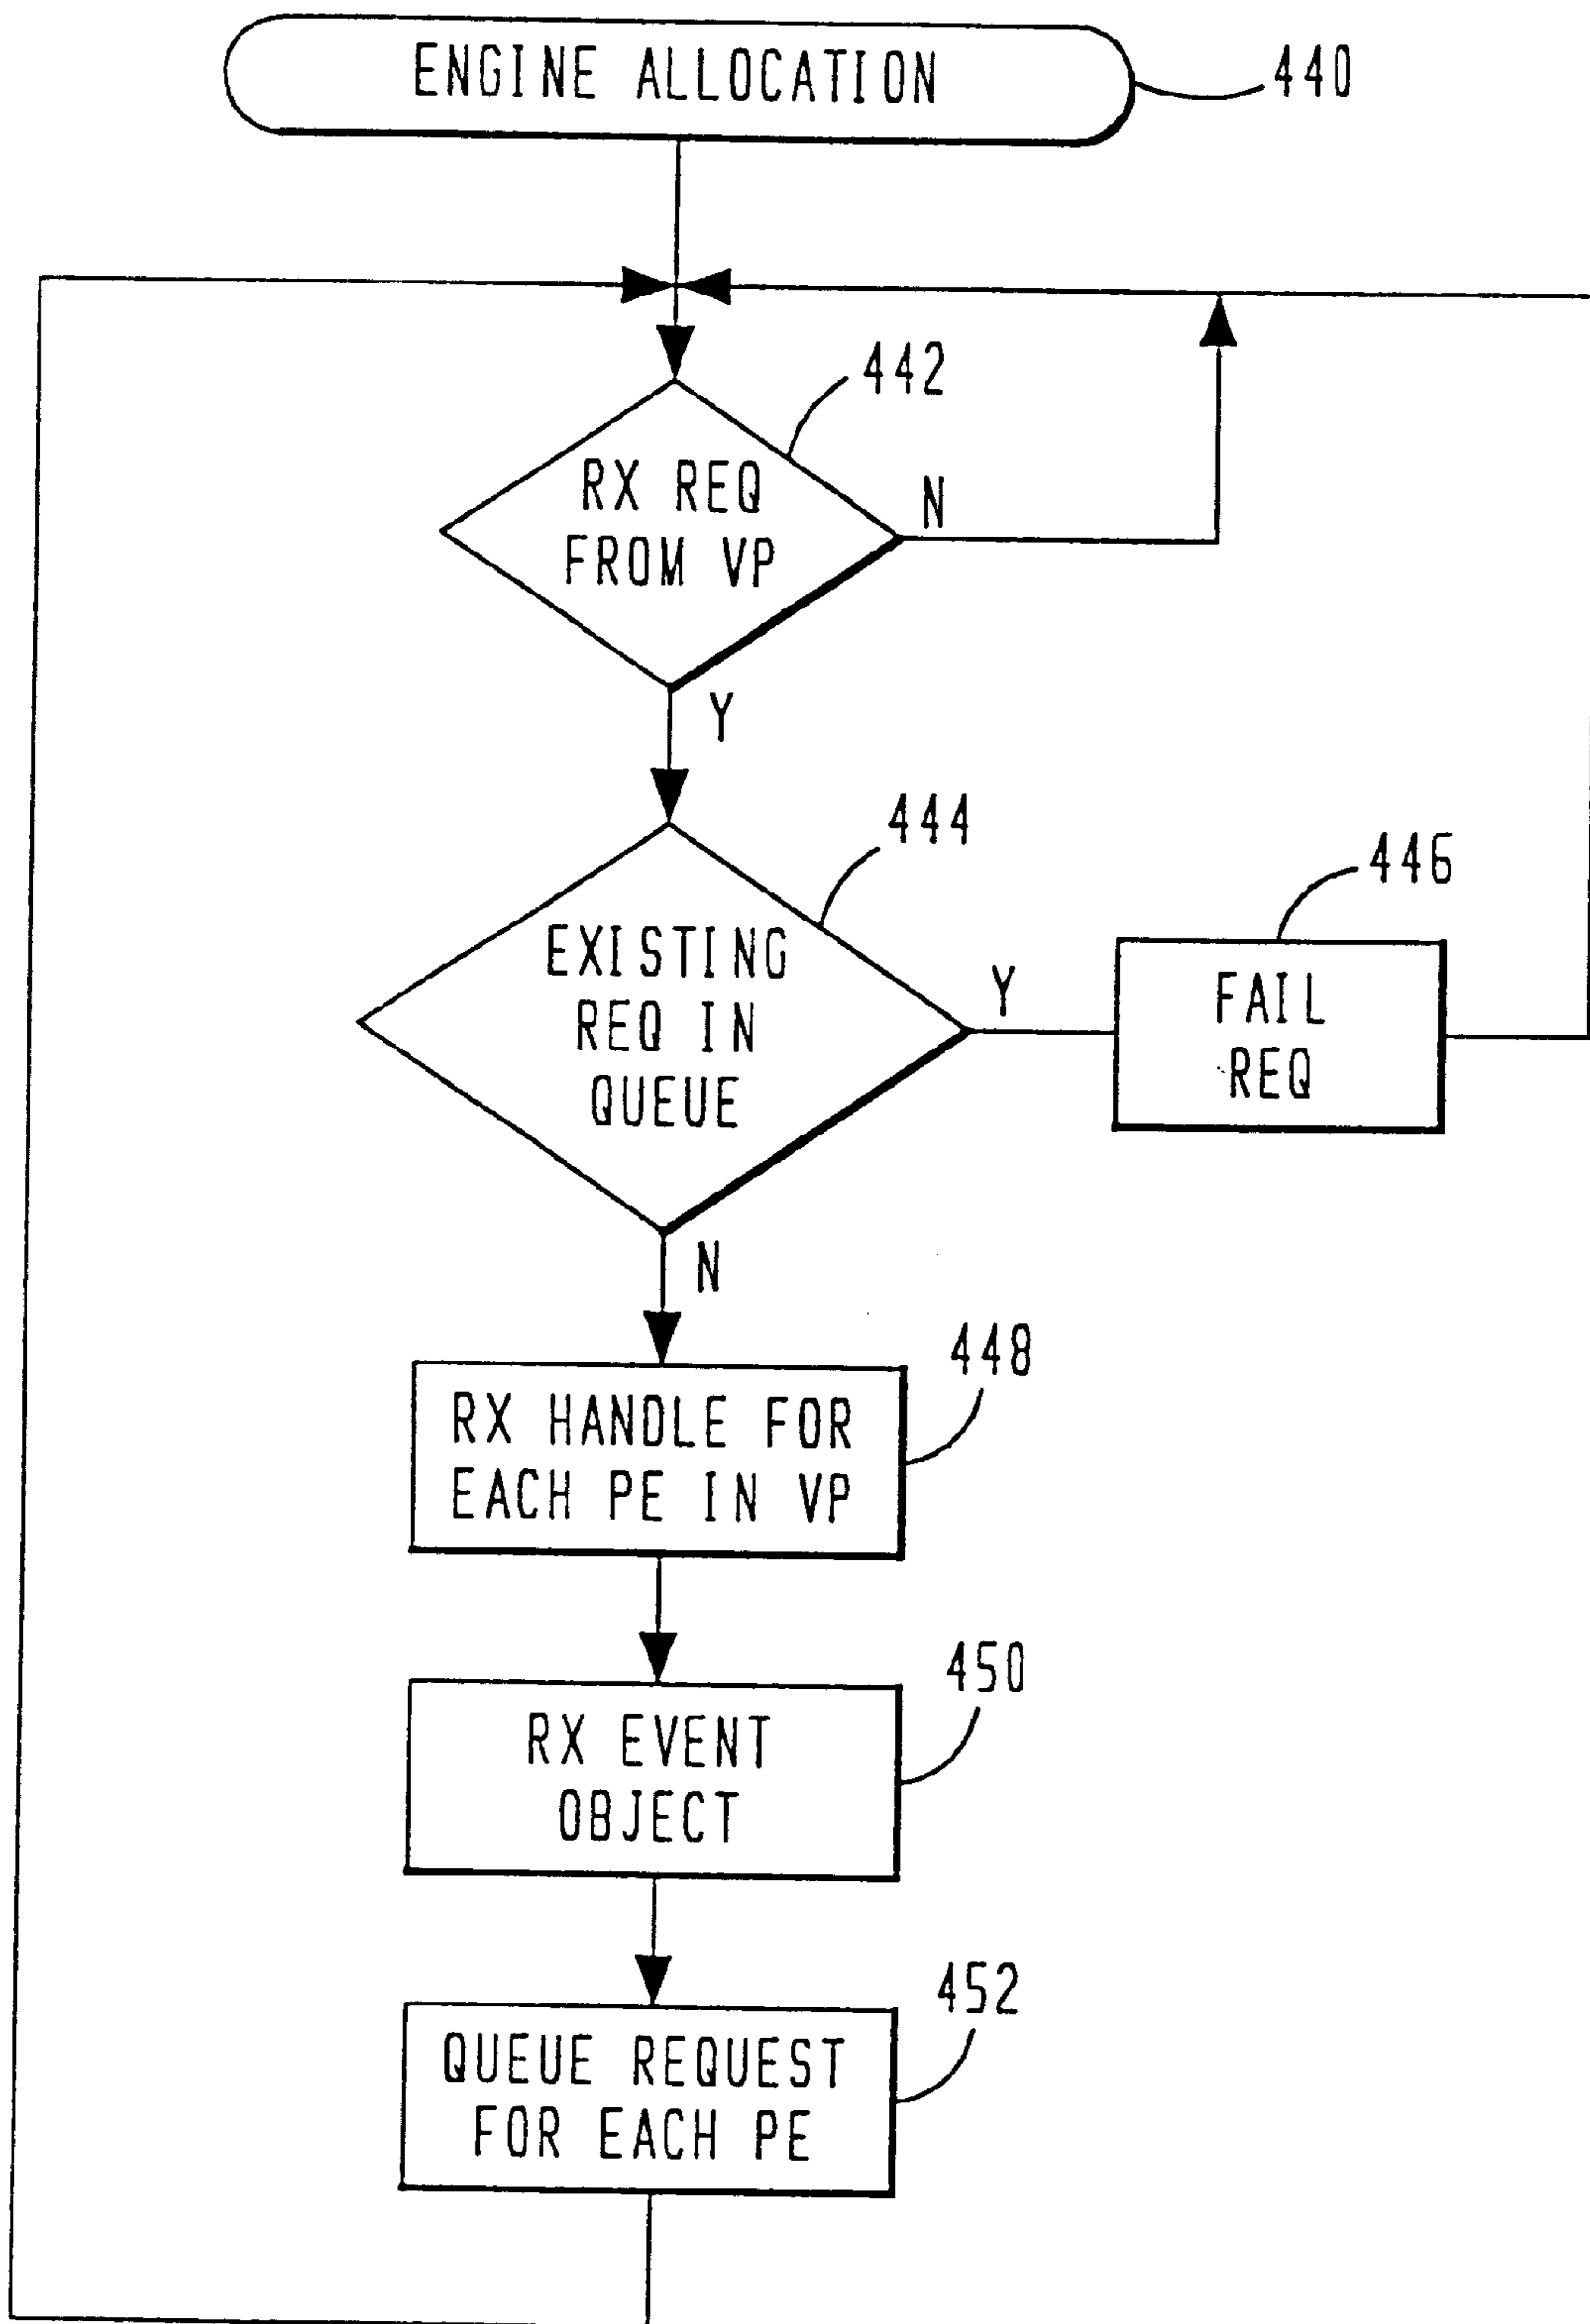 ENGINE ALLOCATION
440
442
RX REQ
FROM VP
N
Y
444
446
EXISTING
REQ IN
QUEUE
Y
FAIL
REQ
N
448
RX HANDLE FOR
EACH PE IN VP
450
RX EVENT
OBJECT
452
QUEUE REQUEST
FOR EACH PE